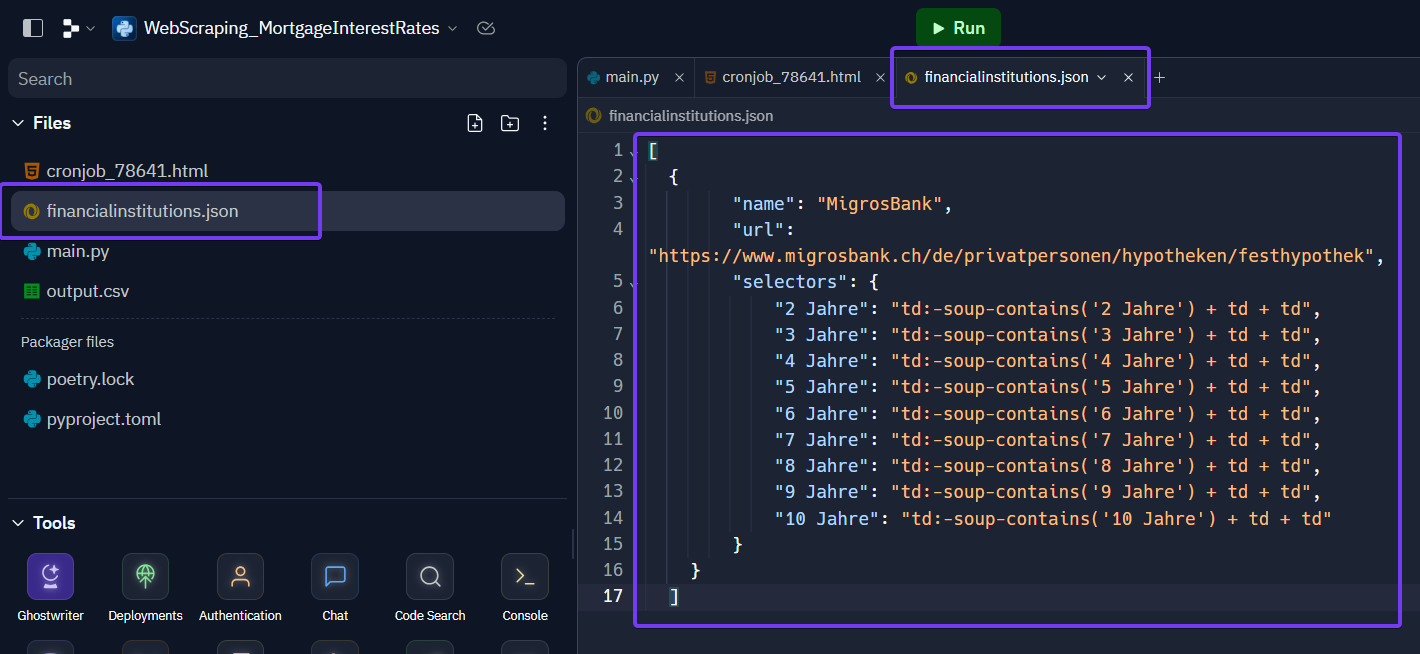 WebScraping_MortgageInterestRates
Run
Search
Files
cronjob_78641.html
financialinstitutions.json
main.py
output.csv
Packager files
poetry.lock
pyproject.toml
Tools
Ghostwriter
Deployments
Authentication
Chat
Code Search
Console
main.py
cronjob_78641.html
financialinstitutions.json
financialinstitutions.json
1 [
2 {
3 "name": "MigrosBank",
4 "url":
"https://www.migrosbank.ch/de/privatpersonen/hypotheken/festhypothek",
5 "selectors": {
6 "2 Jahre": "td:-soup-contains('2 Jahre') + td + td",
7 "3 Jahre": "td:-soup-contains('3 Jahre') + td + td",
8 "4 Jahre": "td:-soup-contains('4 Jahre') + td + td",
9 "5 Jahre": "td:-soup-contains('5 Jahre') + td + td",
10 "6 Jahre": "td:-soup-contains('6 Jahre') + td + td",
11 "7 Jahre": "td:-soup-contains('7 Jahre') + td + td",
12 "8 Jahre": "td:-soup-contains('8 Jahre') + td + td",
13 "9 Jahre": "td:-soup-contains('9 Jahre') + td + td",
14 "10 Jahre": "td:-soup-contains('10 Jahre') + td + td"
15 }
16 }
17 ]